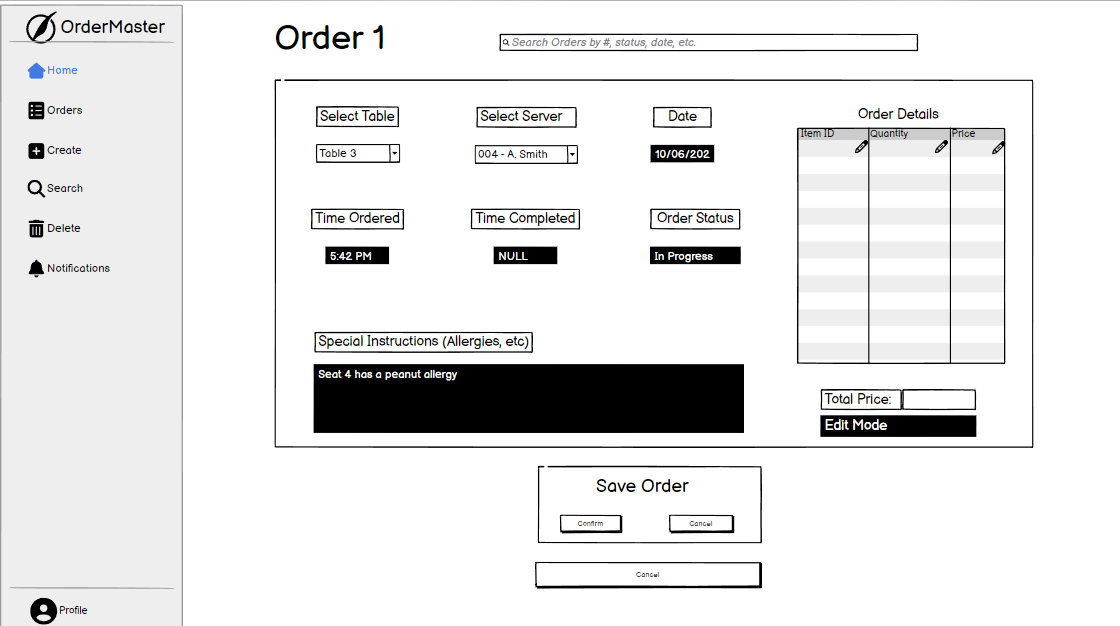 OrderMaster
Home
Orders
Create
Search
Delete
Notifications
Profile
Order 1
Search Orders by #, status, date, etc.
Select Table
Select Server
Date
Table 3
004 - A. Smith
10/06/202
Time Ordered
Time Completed
Order Status
5:42 PM
NULL
In Progress
Special Instructions (Allergies, etc)
Seat 4 has a peanut allergy
Order Details
Item ID Quantity Price
Total Price:
Edit Mode
Save Order
Confirm
Cancel
Cancel